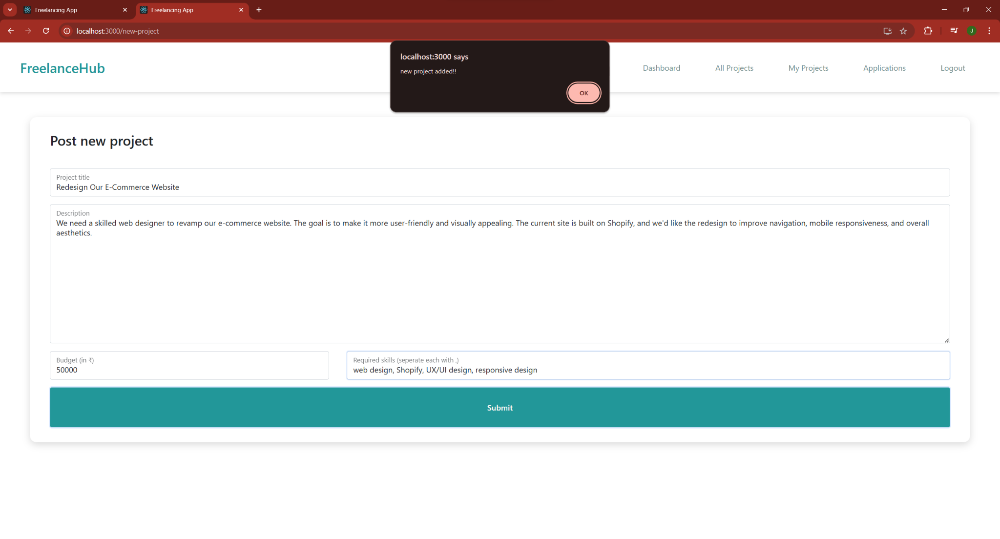 Freelancing App
Freelancing App
localhost:3000/new-project
J
localhost:3000 says
new project added!!
OK
FreelanceHub
Dashboard
All Projects
My Projects
Applications
Logout
Post new project
Project title
Redesign Our E-Commerce Website
Description
We need a skilled web designer to revamp our e-commerce website. The goal is to make it more user-friendly and visually appealing. The current site is built on Shopify, and we'd like the redesign to improve navigation, mobile responsiveness, and overall
aesthetics.
Budget (in ₹)
50000
Required skills (seperate each with ,)
web design, Shopify, UX/UI design, responsive design
Submit